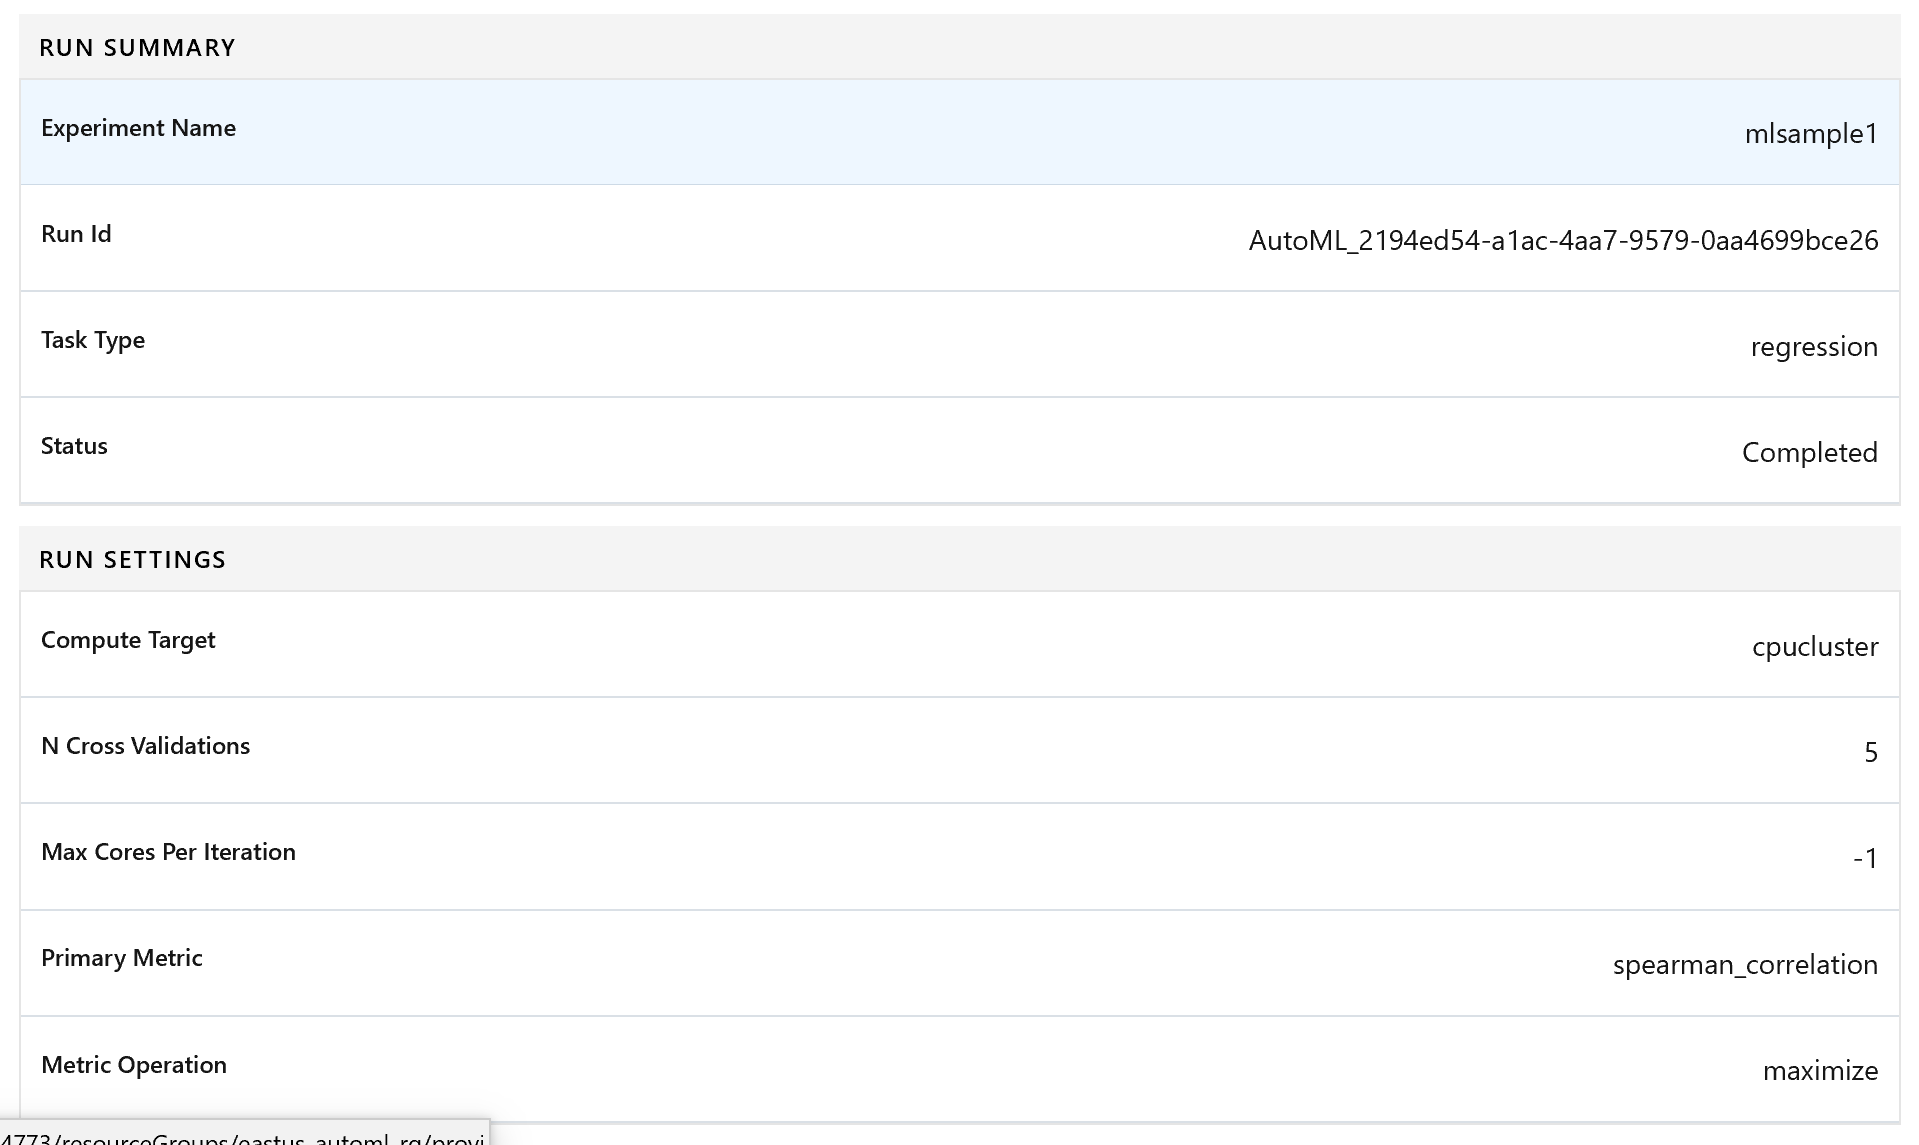 RUN SUMMARY
Experiment Name mlsample1
Run Id AutoML_2194ed54-a1ac-4aa7-9579-0aa4699bce26
Task Type regression
Status Completed
RUN SETTINGS
Compute Target cpucluster
N Cross Validations 5
Max Cores Per Iteration -1
Primary Metric spearman_correlation
Metric Operation maximize
4773/resourceGroups/eastus_automl_rg/provi